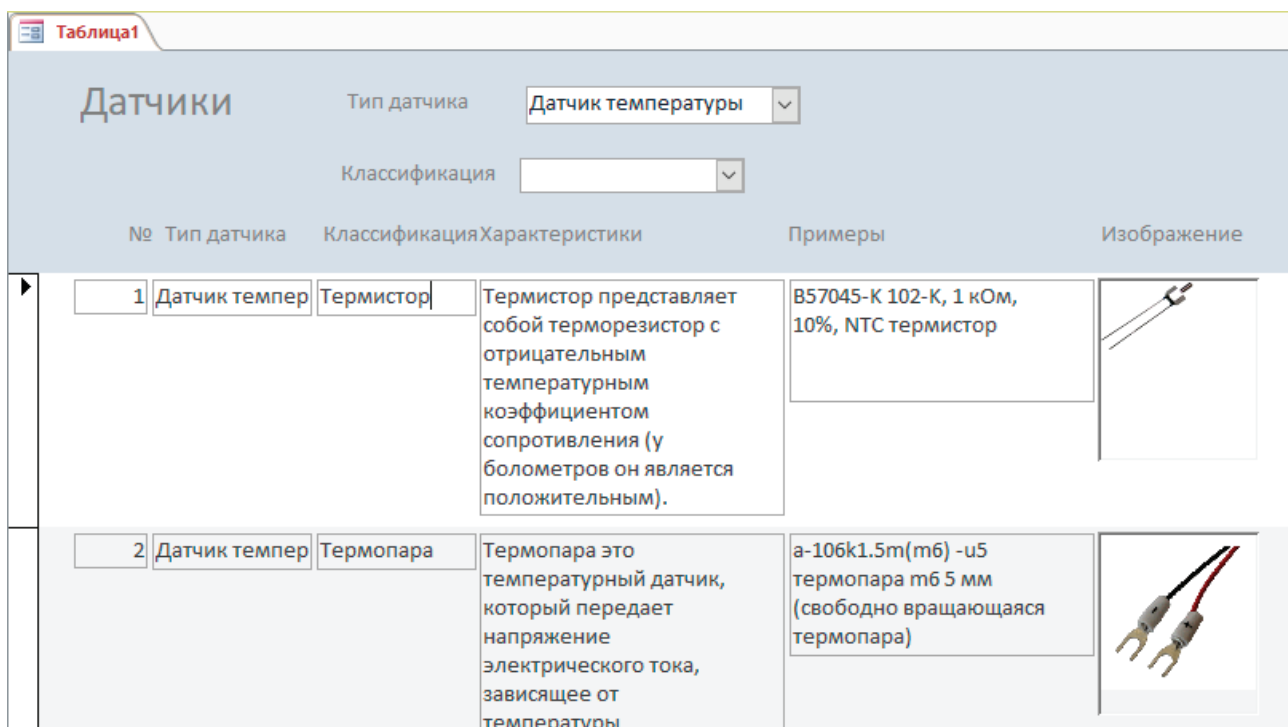 Таблица1
Датчики
Тип датчика
Датчик температуры
Классификация
№ Тип датчика Классификация Характеристики Примеры Изображение
1 Датчик темпер Термистор
Термистор представляет
собой терморезистор с
отрицательным
температурным
коэффициентом
сопротивления (у
болометров он является
положительным).
B57045-K 102-K, 1 кОм,
10%, NTC термистор
2 Датчик темпер Термопара
Термопара это
температурный датчик,
который передает
напряжение
электрического тока,
зависящее от
температуры
a-106k1.5m(m6) -u5
термопара m6 5 мм
(свободно вращающаяся
термопара)